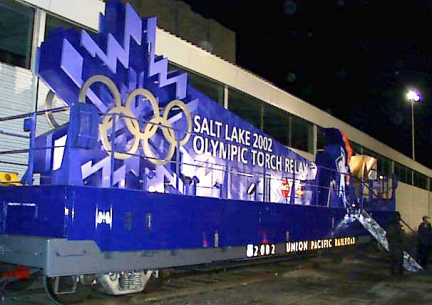 SALT LAKE 2002
OLYMPIC TORCH RELAY
2002 UNION PACIFIC RAILROAD